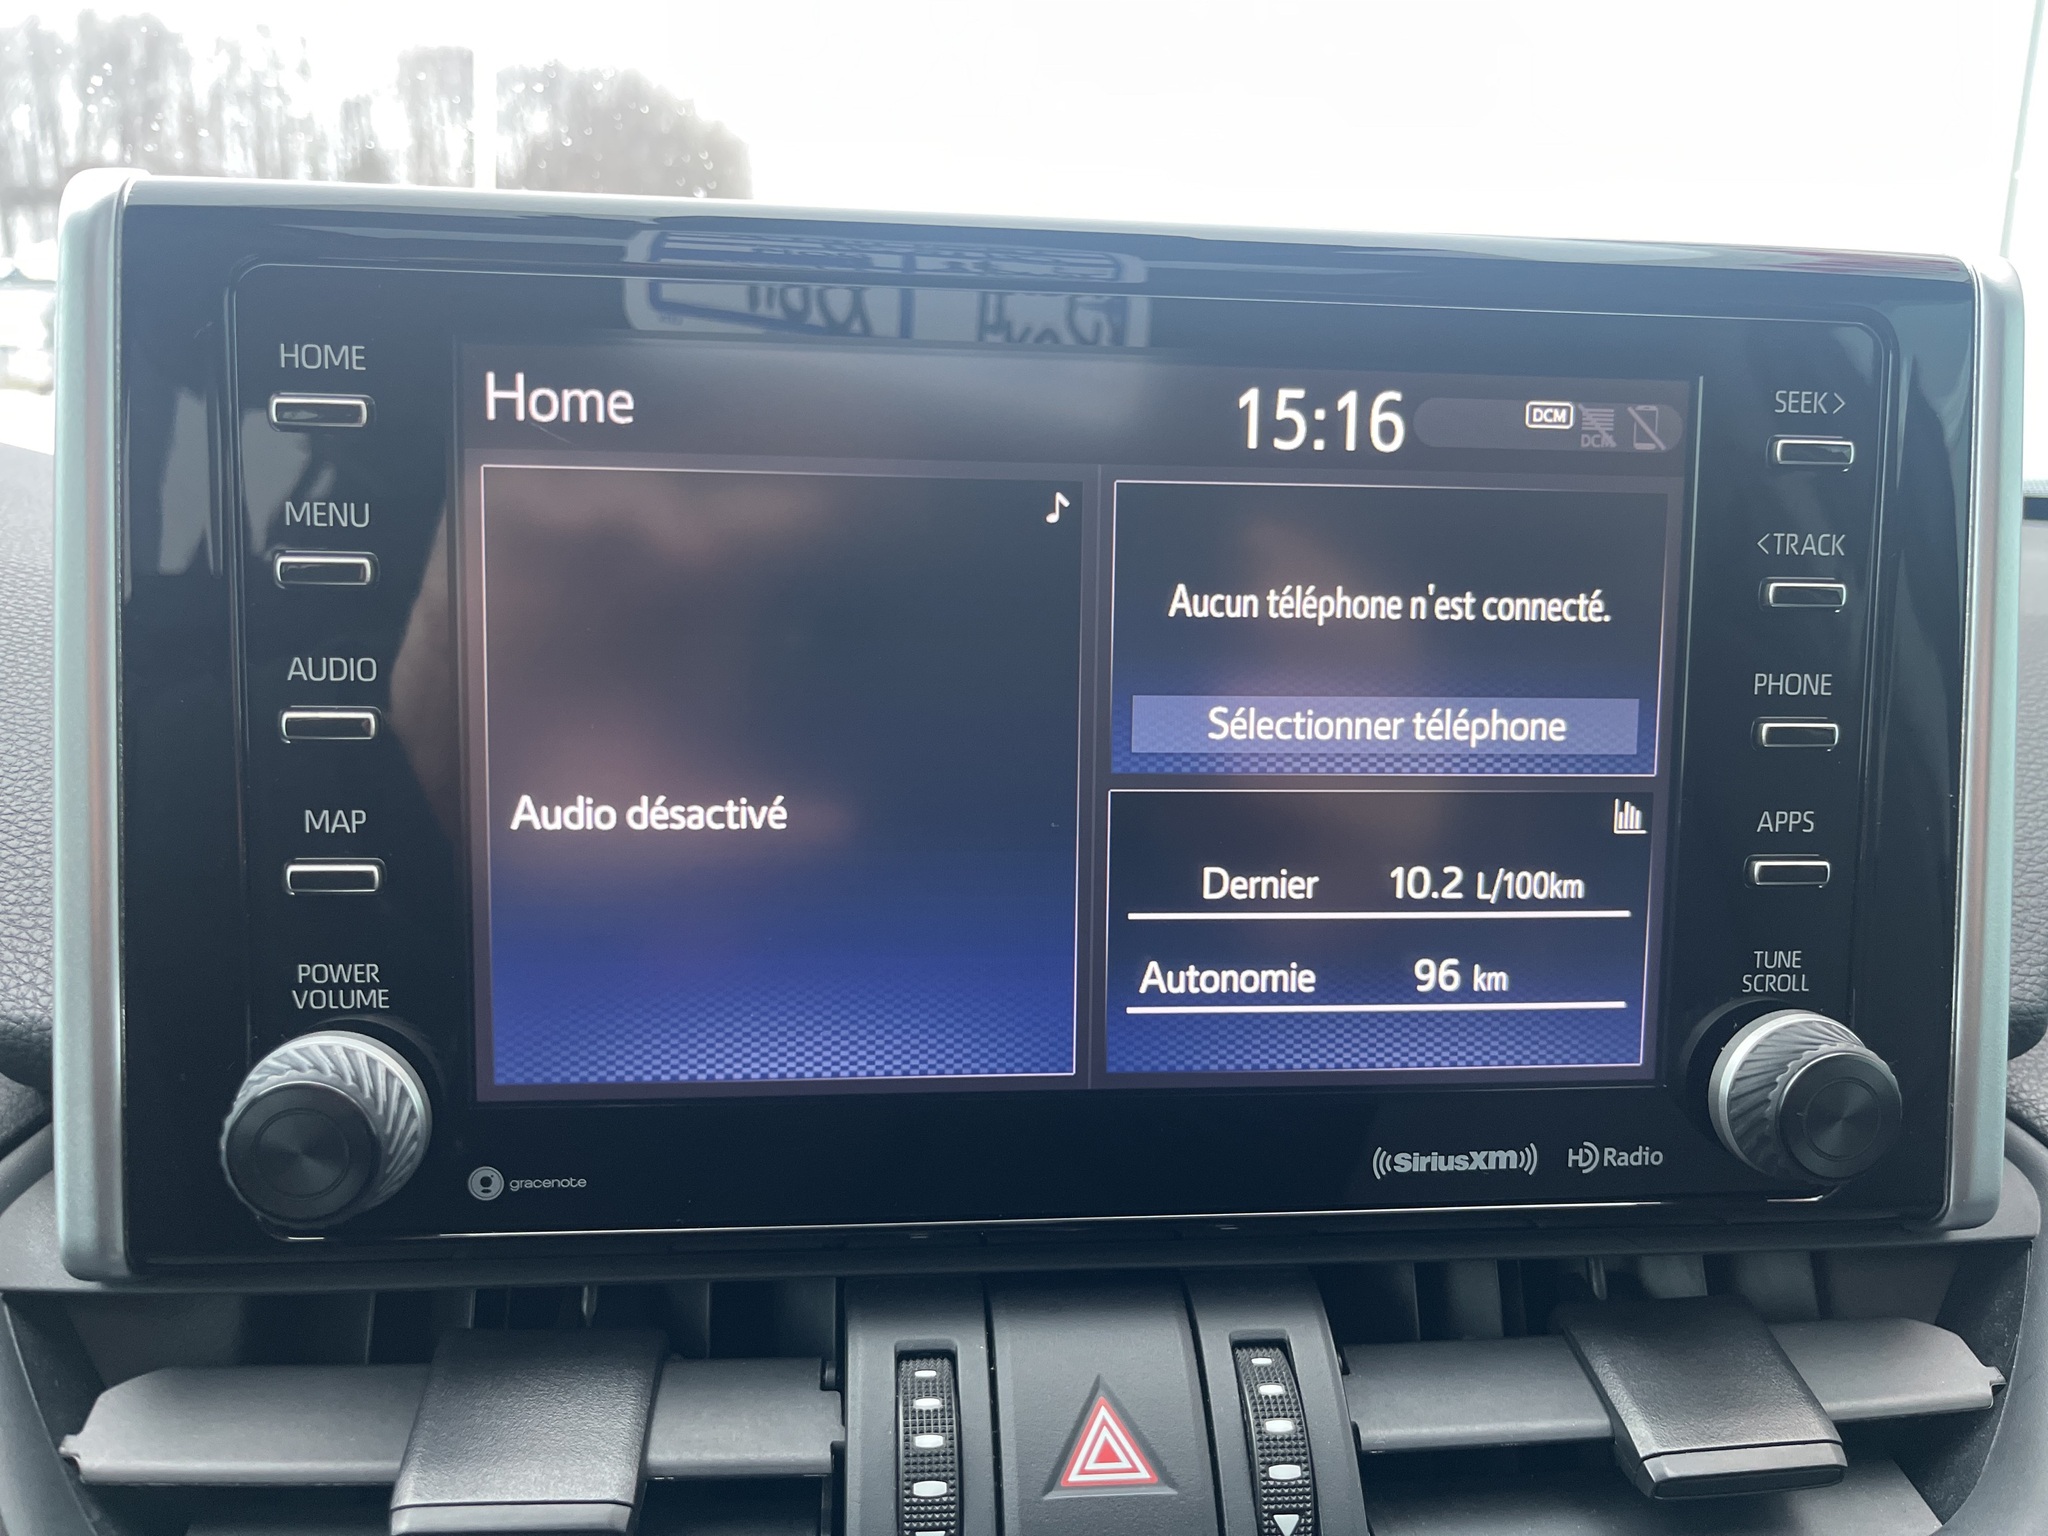 HOME
MENU
AUDIO
MAP
POWER
VOLUME
Home
15:16
DCM
DCM
Audio désactivé
Aucun téléphone n'est connecté.
Sélectionner téléphone
Dernier 10.2 L/100km
Autonomie 96 km
SEEK>
<TRACK
PHONE
APPS
TUNE
SCROLL
gracenote
SiriusXM
HD Radio